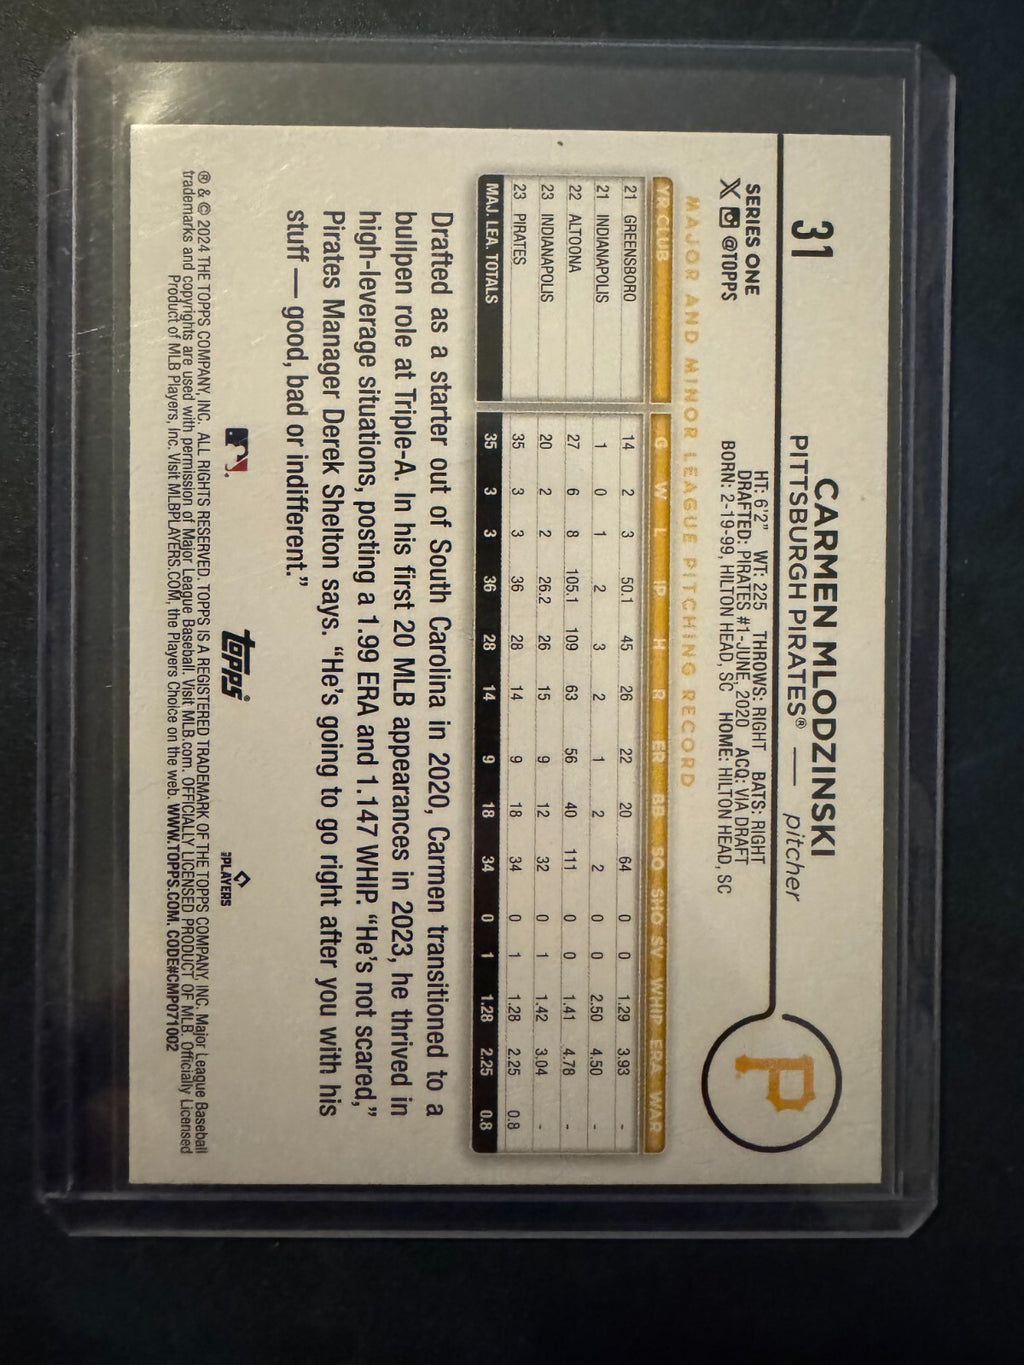 31
CARMEN MLODZINSKI
PITTSBURGH PIRATES® — pitcher
SERIES ONE
X @TOPPS
HT: 6'2" WT: 225 THROWS: RIGHT BATS: RIGHT
DRAFTED: PIRATES #1-JUNE, 2020 ACQ: VIA DRAFT
BORN: 2-19-99, HILTON HEAD, SC HOME: HILTON HEAD, SC
P
MAJOR AND MINOR LEAGUE PITCHING RECORD
YR CLUB G W L IP H R ER BB SO SHO SV WHIP ERA WAR
21 GREENSBORO 14 2 3 50.1 45 26 22 20 64 0 0 1.29 3.93 -
21 INDIANAPOLIS 1 0 1 2 3 2 1 2 2 0 0 2.50 4.50 -
22 ALTOONA 27 6 8 105.1 109 63 56 40 111 0 0 1.41 4.78 -
23 INDIANAPOLIS 20 2 2 26.2 26 15 9 12 32 0 1 1.42 3.04 -
23 PIRATES 35 3 3 36 28 14 9 18 34 0 1 1.28 2.25 0.8
MAJ. LEA. TOTALS 35 3 3 36 28 14 9 18 34 0 1 1.28 2.25 0.8
Drafted as a starter out of South Carolina in 2020, Carmen transitioned to a
bullpen role at Triple-A. In his first 20 MLB appearances in 2023, he thrived in
high-leverage situations, posting a 1.99 ERA and 1.147 WHIP. “He’s not scared,”
Pirates Manager Derek Shelton says. “He’s going to go right after you with his
stuff — good, bad or indifferent.”
topps®
PLAYERS
® & © 2024 THE TOPPS COMPANY, INC. ALL RIGHTS RESERVED. TOPPS IS A REGISTERED TRADEMARK OF THE TOPPS COMPANY, INC. Major League Baseball
trademarks and copyrights are used with permission of Major League Baseball. Visit MLB.com. OFFICIALLY LICENSED PRODUCT OF MLB. Officially Licensed
Product of MLB Players, Inc. Visit MLBPLAYERS.COM, the Players Choice on the web. WWW.TOPPS.COM. CODE#CMP071002